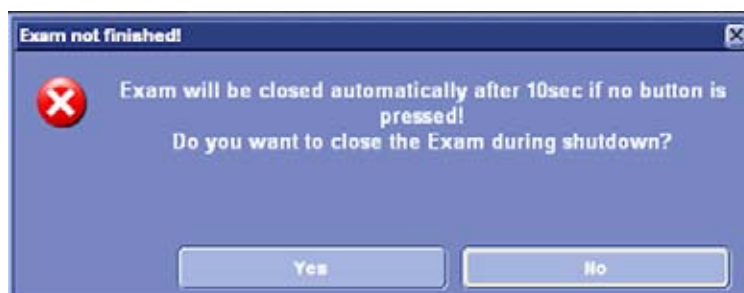 Exam not finished!
Exam will be closed automatically after 10sec if no button is
pressed!
Do you want to close the Exam during shutdown?
Yes
No